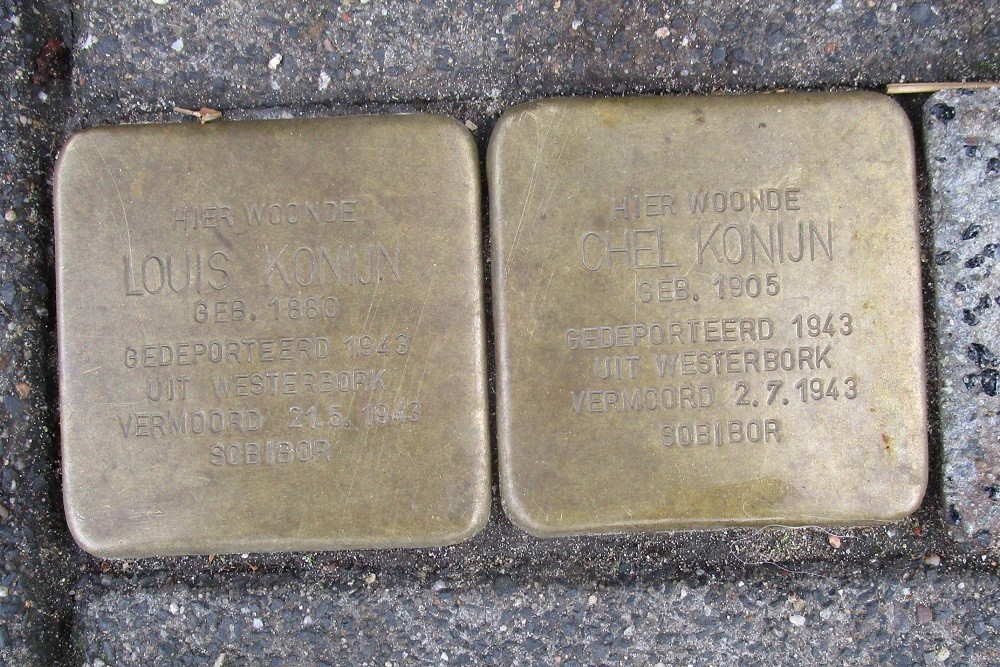 HIER WOONDE
LOUIS KONIJN
GEB. 1880
GEDEPORTEERD 1943
UIT WESTERBORK
VERMOORD 21.5.1943
SOBIBOR
HIER WOONDE
CHEL KONIJN
GEB. 1905
GEDEPORTEERD 1943
UIT WESTERBORK
VERMOORD 2.7.1943
SOBIBOR